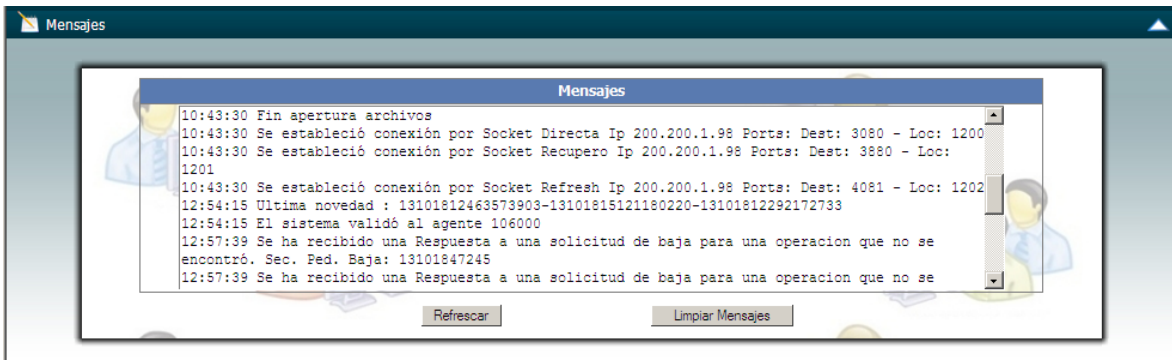 Mensajes
Mensajes
10:43:30 Fin apertura archivos
10:43:30 Se estableció conexión por Socket Directa Ip 200.200.1.98 Ports: Dest: 3080 - Loc: 1200
10:43:30 Se estableció conexión por Socket Recupero Ip 200.200.1.98 Ports: Dest: 3880 - Loc:
1201
10:43:30 Se estableció conexión por Socket Refresh Ip 200.200.1.98 Ports: Dest: 4081 - Loc: 1202
12:54:15 Ultima novedad : 13101812463573903-13101815121180220-13101812292172733
12:54:15 El sistema validó al agente 106000
12:57:39 Se ha recibido una Respuesta a una solicitud de baja para una operacion que no se
encontró. Sec. Ped. Baja: 13101847245
12:57:39 Se ha recibido una Respuesta a una solicitud de baja para una operacion que no se
Refrescar Limpiar Mensajes